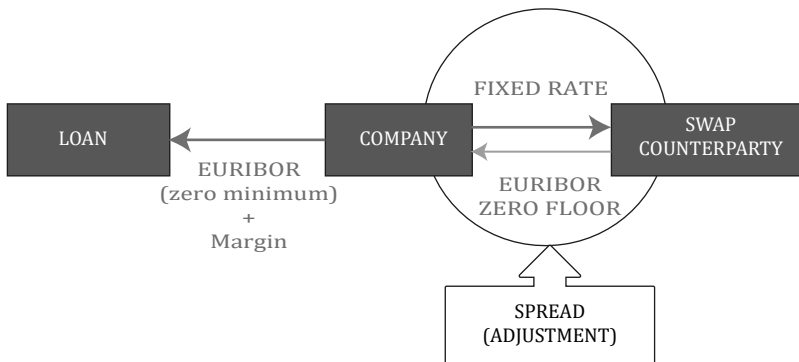 FIXED RATE
LOAN
COMPANY
SWAP
COUNTERPARTY
EURIBOR
(zero minimum)
+
Margin
EURIBOR
ZERO FLOOR
SPREAD
(ADJUSTMENT)